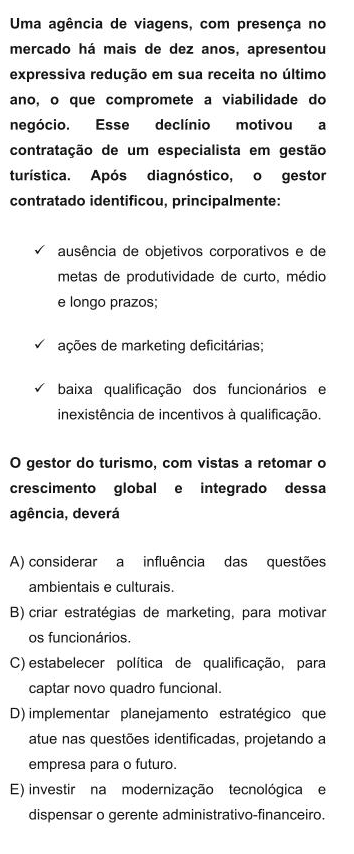 Uma agência de viagens, com presença no
mercado há mais de dez anos, apresentou
expressiva redução em sua receita no último
ano, o que compromete a viabilidade do
negócio. Esse declínio motivou a
contratação de um especialista em gestão
turística. Após diagnóstico, o gestor
contratado identificou, principalmente:
✓ ausência de objetivos corporativos e de
metas de produtividade de curto, médio
e longo prazos;
✓ ações de marketing deficitárias;
✓ baixa qualificação dos funcionários e
inexistência de incentivos à qualificação.
O gestor do turismo, com vistas a retomar o
crescimento global e integrado dessa
agência, deverá
A) considerar a influência das questões
ambientais e culturais.
B) criar estratégias de marketing, para motivar
os funcionários.
C) estabelecer política de qualificação, para
captar novo quadro funcional.
D) implementar planejamento estratégico que
atue nas questões identificadas, projetando a
empresa para o futuro.
E) investir na modernização tecnológica e
dispensar o gerente administrativo-financeiro.